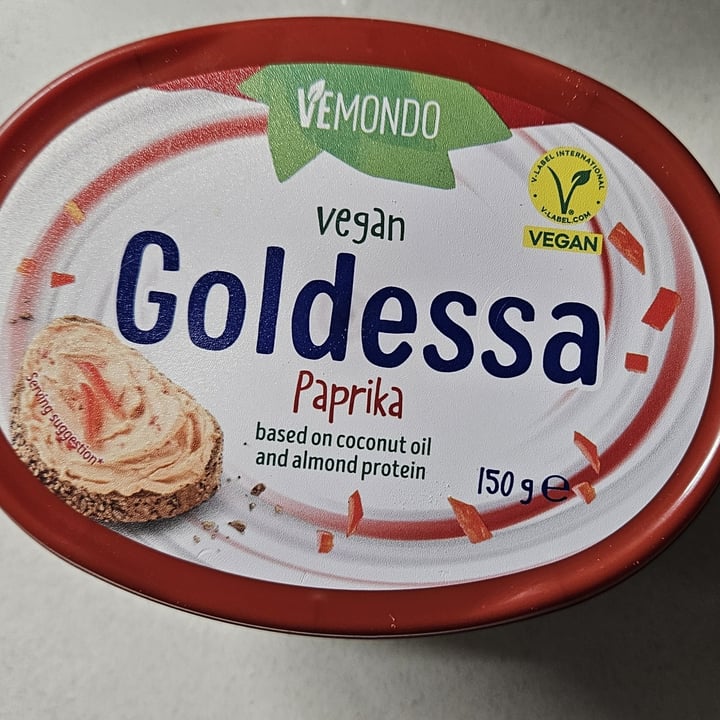 VEMONDO
V-LABEL INTERNATIONAL
V-LABEL.COM
VEGAN
vegan
Goldessa
Paprika
based on coconut oil
and almond protein
150 g ℮
Serving suggestion*